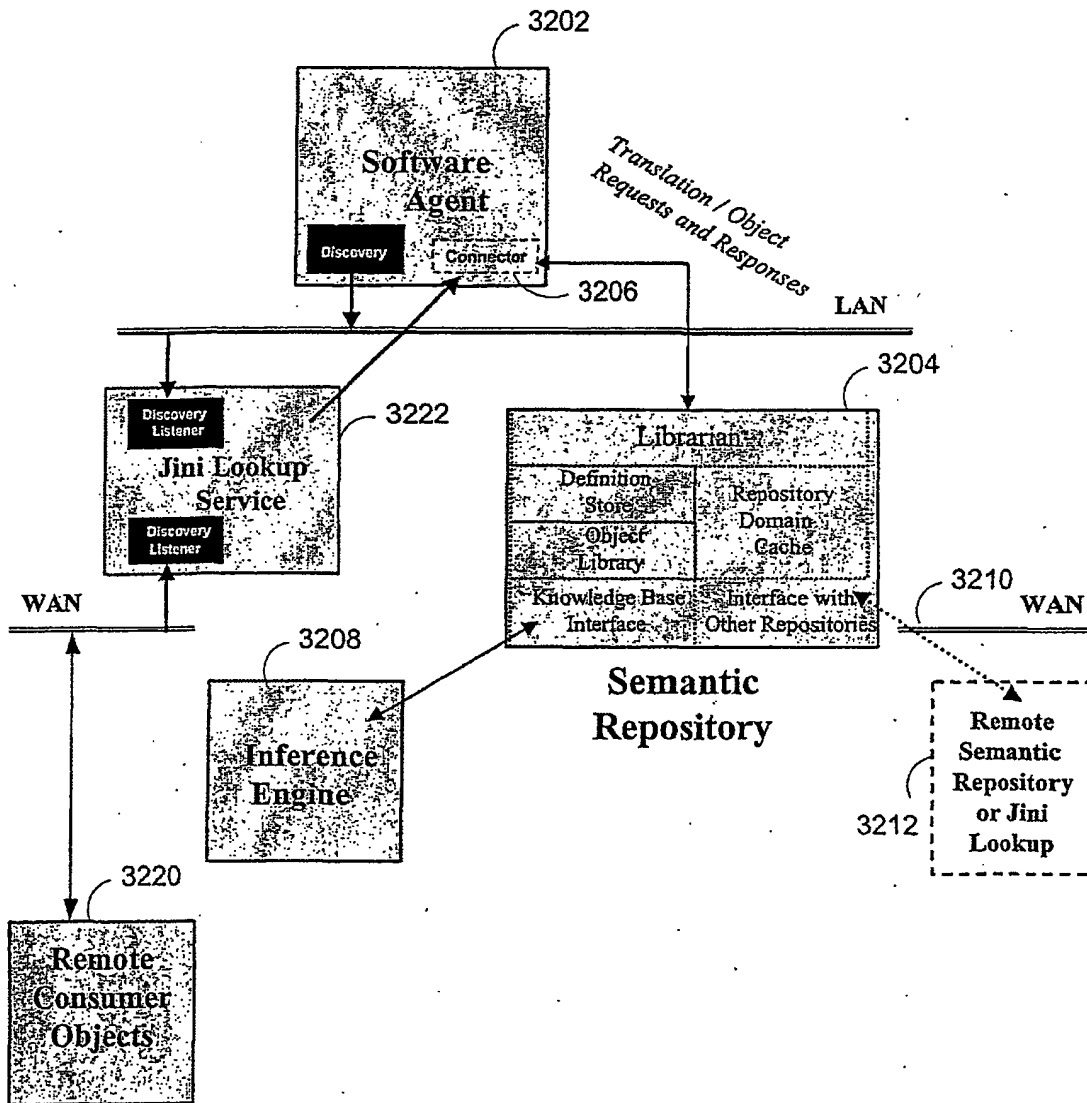 3202
Software
Agent
Discovery
Connector
3206
Translation / Object
Requests and Responses
LAN
3204
Discovery
Listener
3222
Jini Lookup
Service
Discovery
Listener
Librarian
Definition
Store
Repository
Domain
Cache
Object
Library
Knowledge Base
Interface
Interface with
Other Repositories
WAN
3210
WAN
3208
Semantic
Repository
Inference
Engine
Remote
Semantic
Repository
or Jini
Lookup
3212
3220
Remote
Consumer
Objects